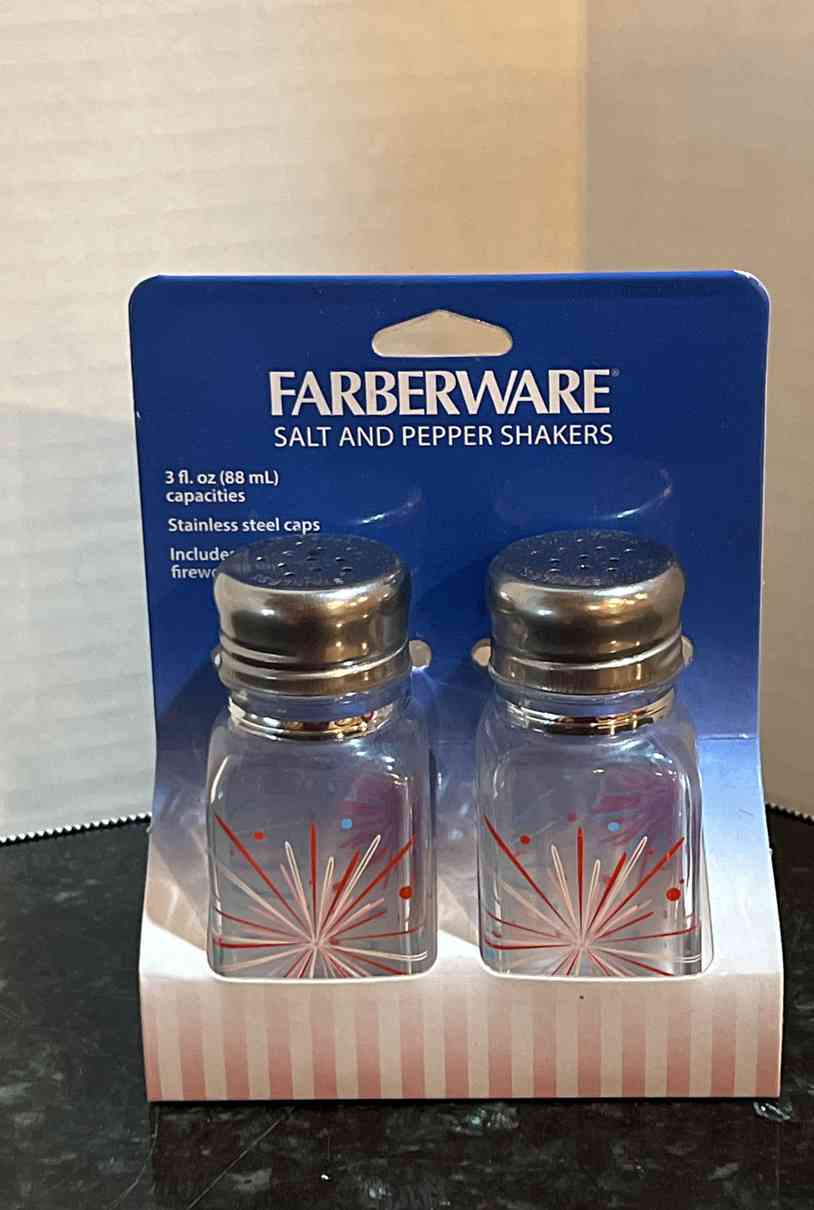 FARBERWARE®
SALT AND PEPPER SHAKERS
3 fl. oz (88 mL)
capacities
Stainless steel caps